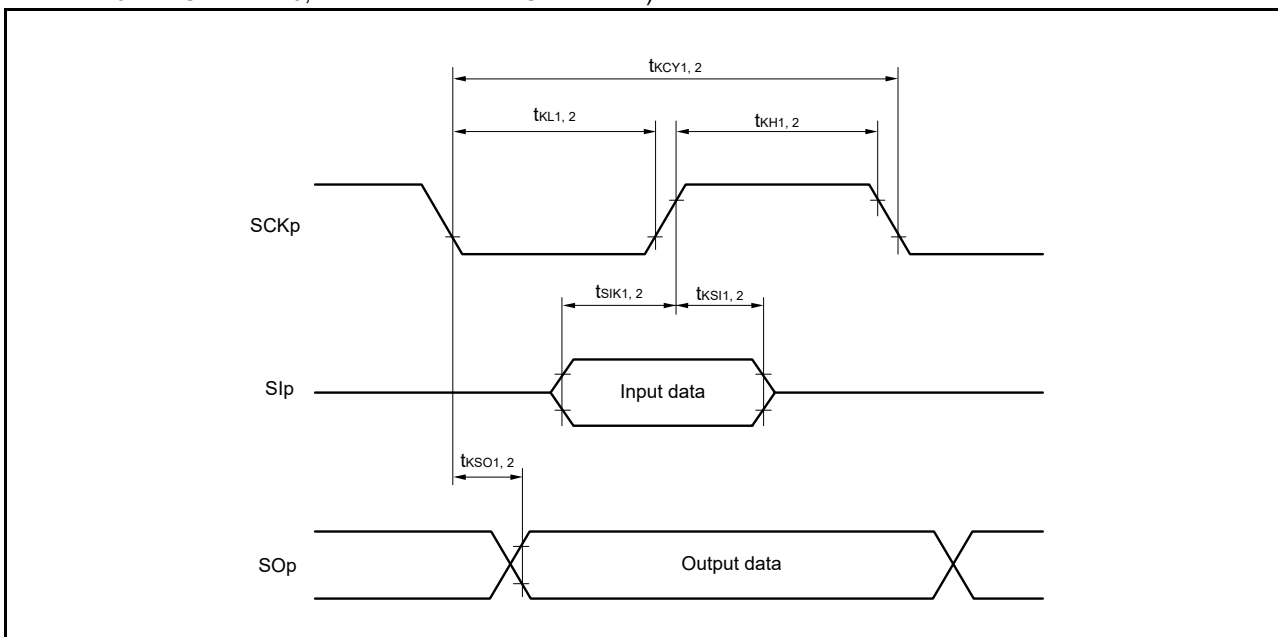 tKCY1, 2
tKL1, 2
tKH1, 2
SCKp
tSIK1, 2
tKSI1, 2
SIp
Input data
tKSO1, 2
SOp
Output data